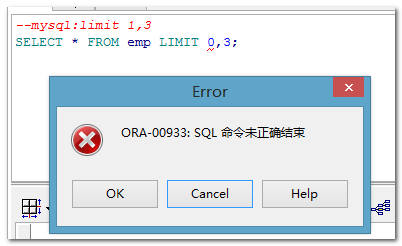 --mysql:limit 1,3
SELECT * FROM emp LIMIT 0,3;
Error
ORA-00933: SQL 命令未正确结束
OK
Cancel
Help